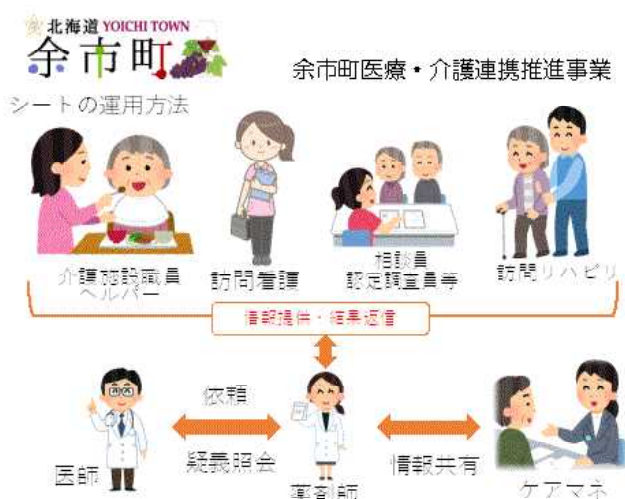 北海道 YOICHI TOWN
余市町
余市町医療・介護連携推進事業
シートの運用方法
介護施設職員
ヘルパー
訪問看護
相談員
認定調査員等
訪問リハビリ
情報提供・結果返信
依頼
疑義照会
情報共有
医師
薬剤師
ケアマネ